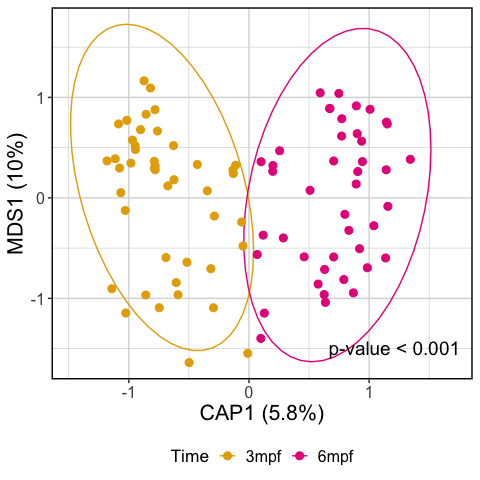 MDS1 (10%)
1
0
-1
p-value < 0.001
-1
0
1
CAP1 (5.8%)
Time 3mpf 6mpf